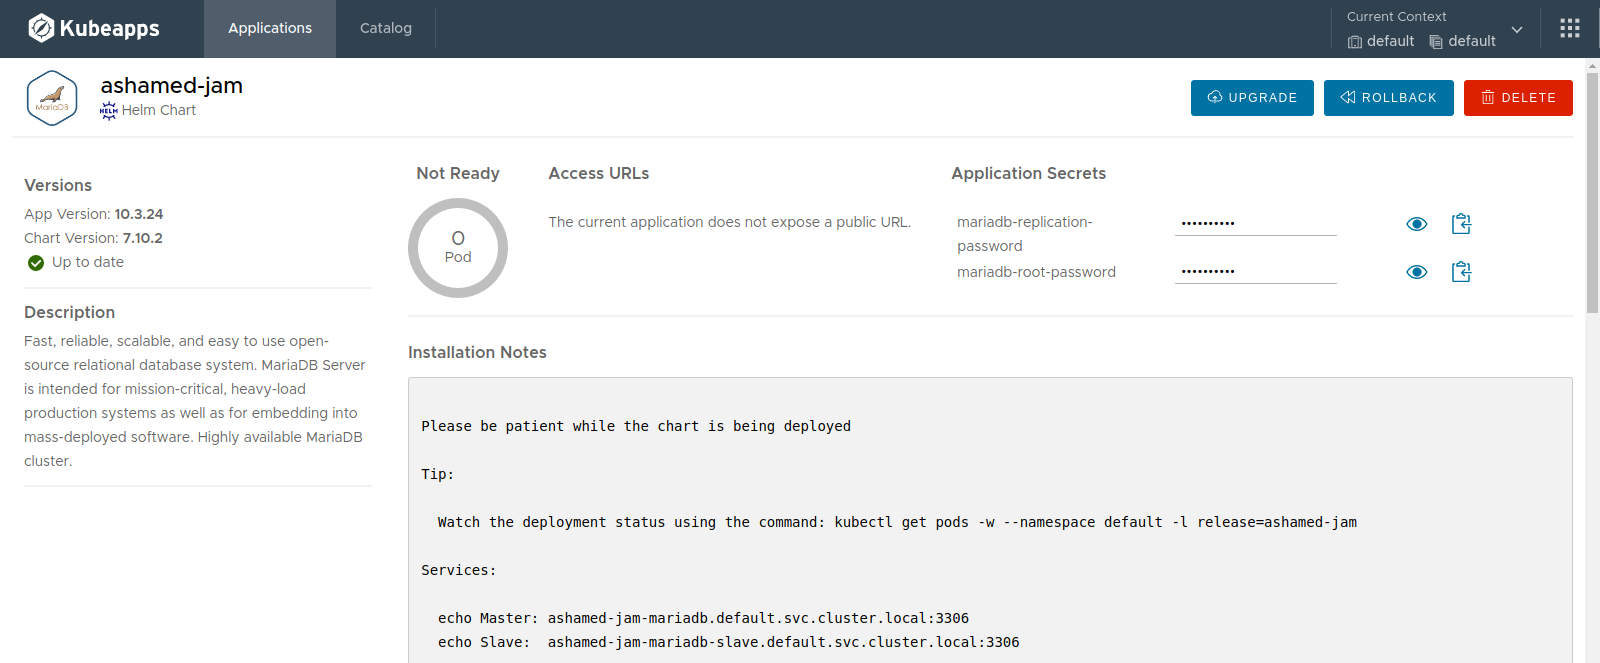 Kubeapps
Applications
Catalog
Current Context
default default
MariaDB
ashamed-jam
HELM Helm Chart
UPGRADE
ROLLBACK
DELETE
Versions
App Version: 10.3.24
Chart Version: 7.10.2
Up to date
Description
Fast, reliable, scalable, and easy to use open-
source relational database system. MariaDB Server
is intended for mission-critical, heavy-load
production systems as well as for embedding into
mass-deployed software. Highly available MariaDB
cluster.
Not Ready
0
Pod
Access URLs
The current application does not expose a public URL.
Application Secrets
mariadb-replication-
password
••••••••••
mariadb-root-password
••••••••••
Installation Notes
Please be patient while the chart is being deployed
Tip:
Watch the deployment status using the command: kubectl get pods -w --namespace default -l release=ashamed-jam
Services:
echo Master: ashamed-jam-mariadb.default.svc.cluster.local:3306
echo Slave:  ashamed-jam-mariadb-slave.default.svc.cluster.local:3306